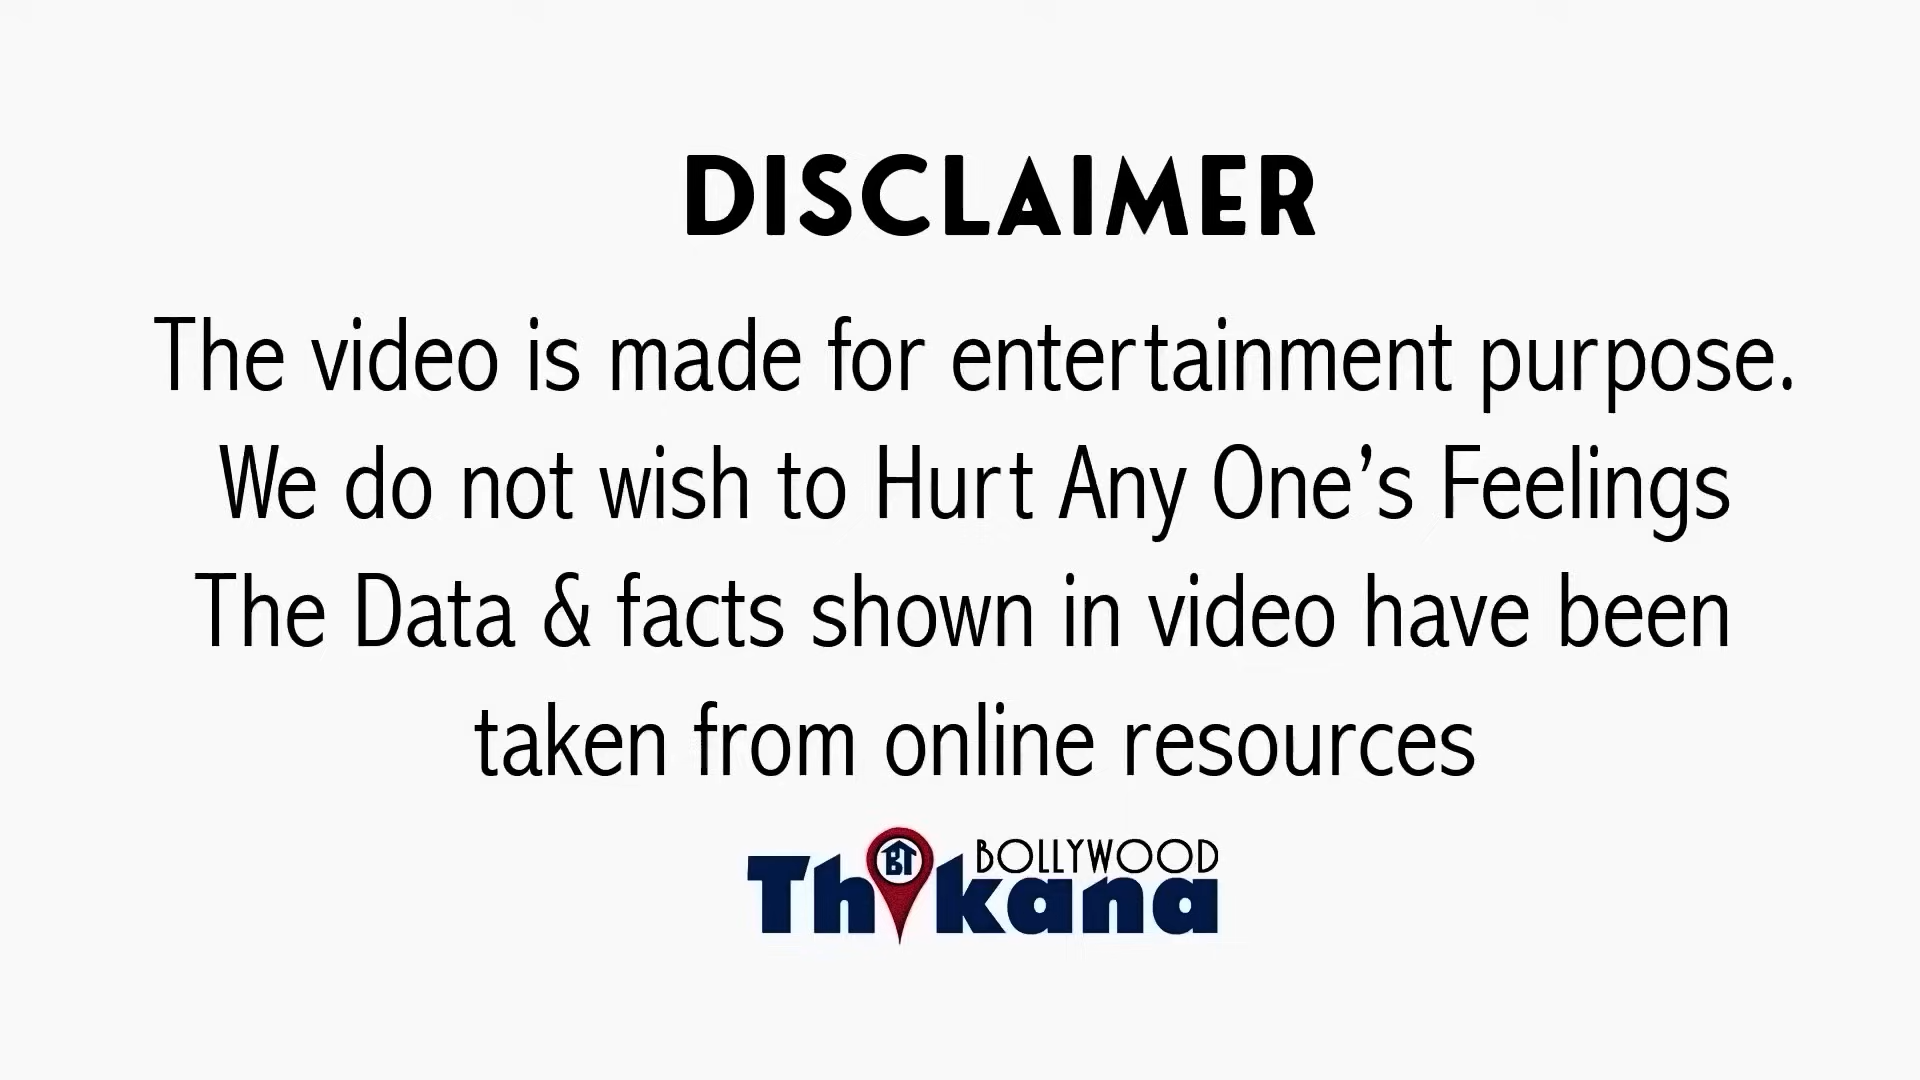 DISCLAIMER
The video is made for entertainment purpose.
We do not wish to Hurt Any One’s Feelings
The Data & facts shown in video have been
taken from online resources
BOLLYWOOD
BT
Thikana